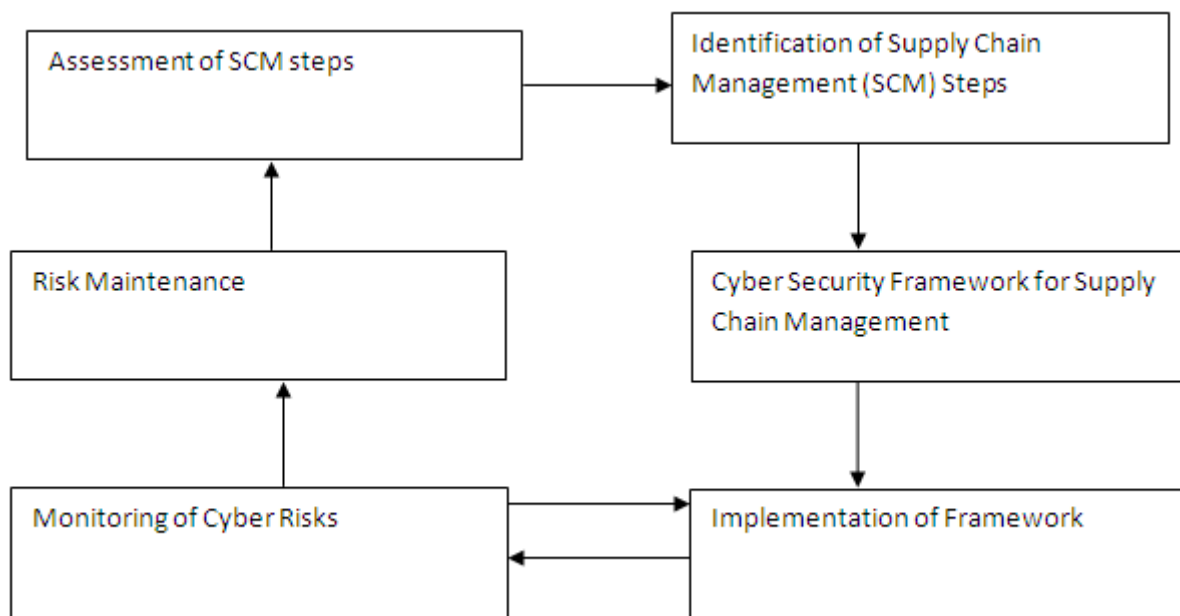 Assessment of SCM steps
Identification of Supply Chain
Management (SCM) Steps
Risk Maintenance
Cyber Security Framework for Supply
Chain Management
Monitoring of Cyber Risks
Implementation of Framework